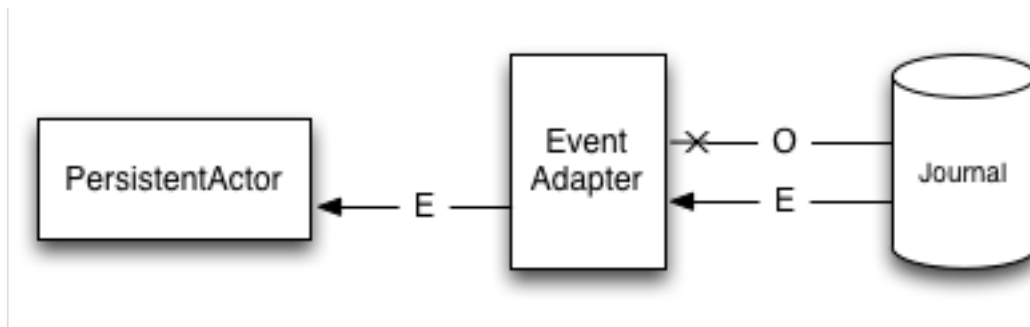 PersistentActor
E
Event
Adapter
O
E
Journal